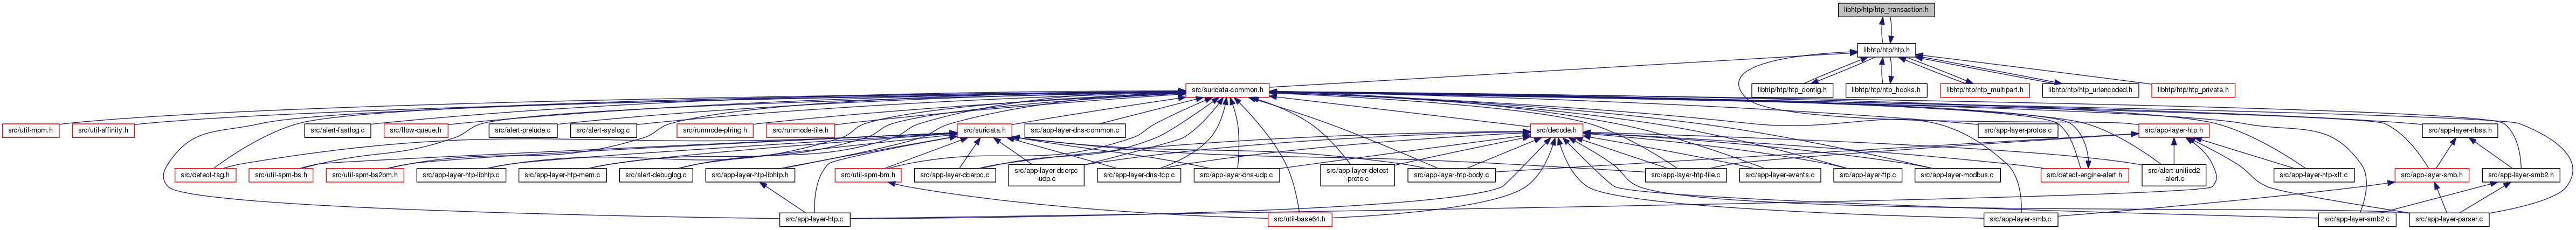 libhtp/htp/htp_transaction.h
libhtp/htp/htp.h
src/suricata-common.h
libhtp/htp/htp_config.h
libhtp/htp/htp_hooks.h
libhtp/htp/htp_multipart.h
libhtp/htp/htp_urlencoded.h
libhtp/htp/htp_private.h
src/util-mpm.h
src/util-affinity.h
src/alert-fastlog.c
src/flow-queue.h
src/alert-prelude.c
src/alert-syslog.c
src/runmode-pfring.h
src/runmode-tile.h
src/suricata.h
src/app-layer-dns-common.c
src/decode.h
src/app-layer-protos.c
src/app-layer-htp.h
src/app-layer-nbss.h
src/detect-tag.h
src/util-spm-bs.h
src/util-spm-bs2bm.h
src/app-layer-htp-libhtp.c
src/app-layer-htp-mem.c
src/alert-debuglog.c
src/app-layer-htp-libhtp.h
src/util-spm-bm.h
src/app-layer-dcerpc.c
src/app-layer-dcerpc
-udp.c
src/app-layer-dns-tcp.c
src/app-layer-dns-udp.c
src/app-layer-detect
-proto.c
src/app-layer-htp-body.c
src/app-layer-htp-file.c
src/app-layer-events.c
src/app-layer-ftp.c
src/app-layer-modbus.c
src/detect-engine-alert.h
src/alert-unified2
-alert.c
src/app-layer-htp-xff.c
src/app-layer-smb.h
src/app-layer-smb2.h
src/app-layer-htp.c
src/util-base64.h
src/app-layer-smb.c
src/app-layer-smb2.c
src/app-layer-parser.c